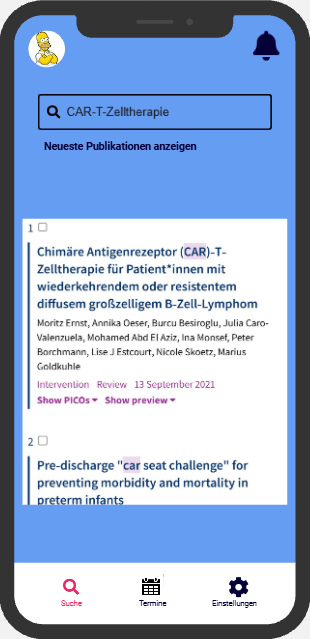 CAR-T-Zelltherapie
Neueste Publikationen anzeigen
1
Chimäre Antigenrezeptor (CAR)-T-
Zelltherapie für Patient*innen mit
wiederkehrendem oder resistentem
diffusem großzelligem B-Zell-Lymphom
Moritz Ernst, Annika Oeser, Burcu Besiroglu, Julia Caro-
Valenzuela, Mohamed Abd El Aziz, Ina Monsef, Peter
Borchmann, Lise J Estcourt, Nicole Skoetz, Marius
Goldkuhle
Intervention Review 13 September 2021
Show PICOs Show preview
2
Pre-discharge "car seat challenge" for
preventing morbidity and mortality in
preterm infants
Suche Termine Einstellungen